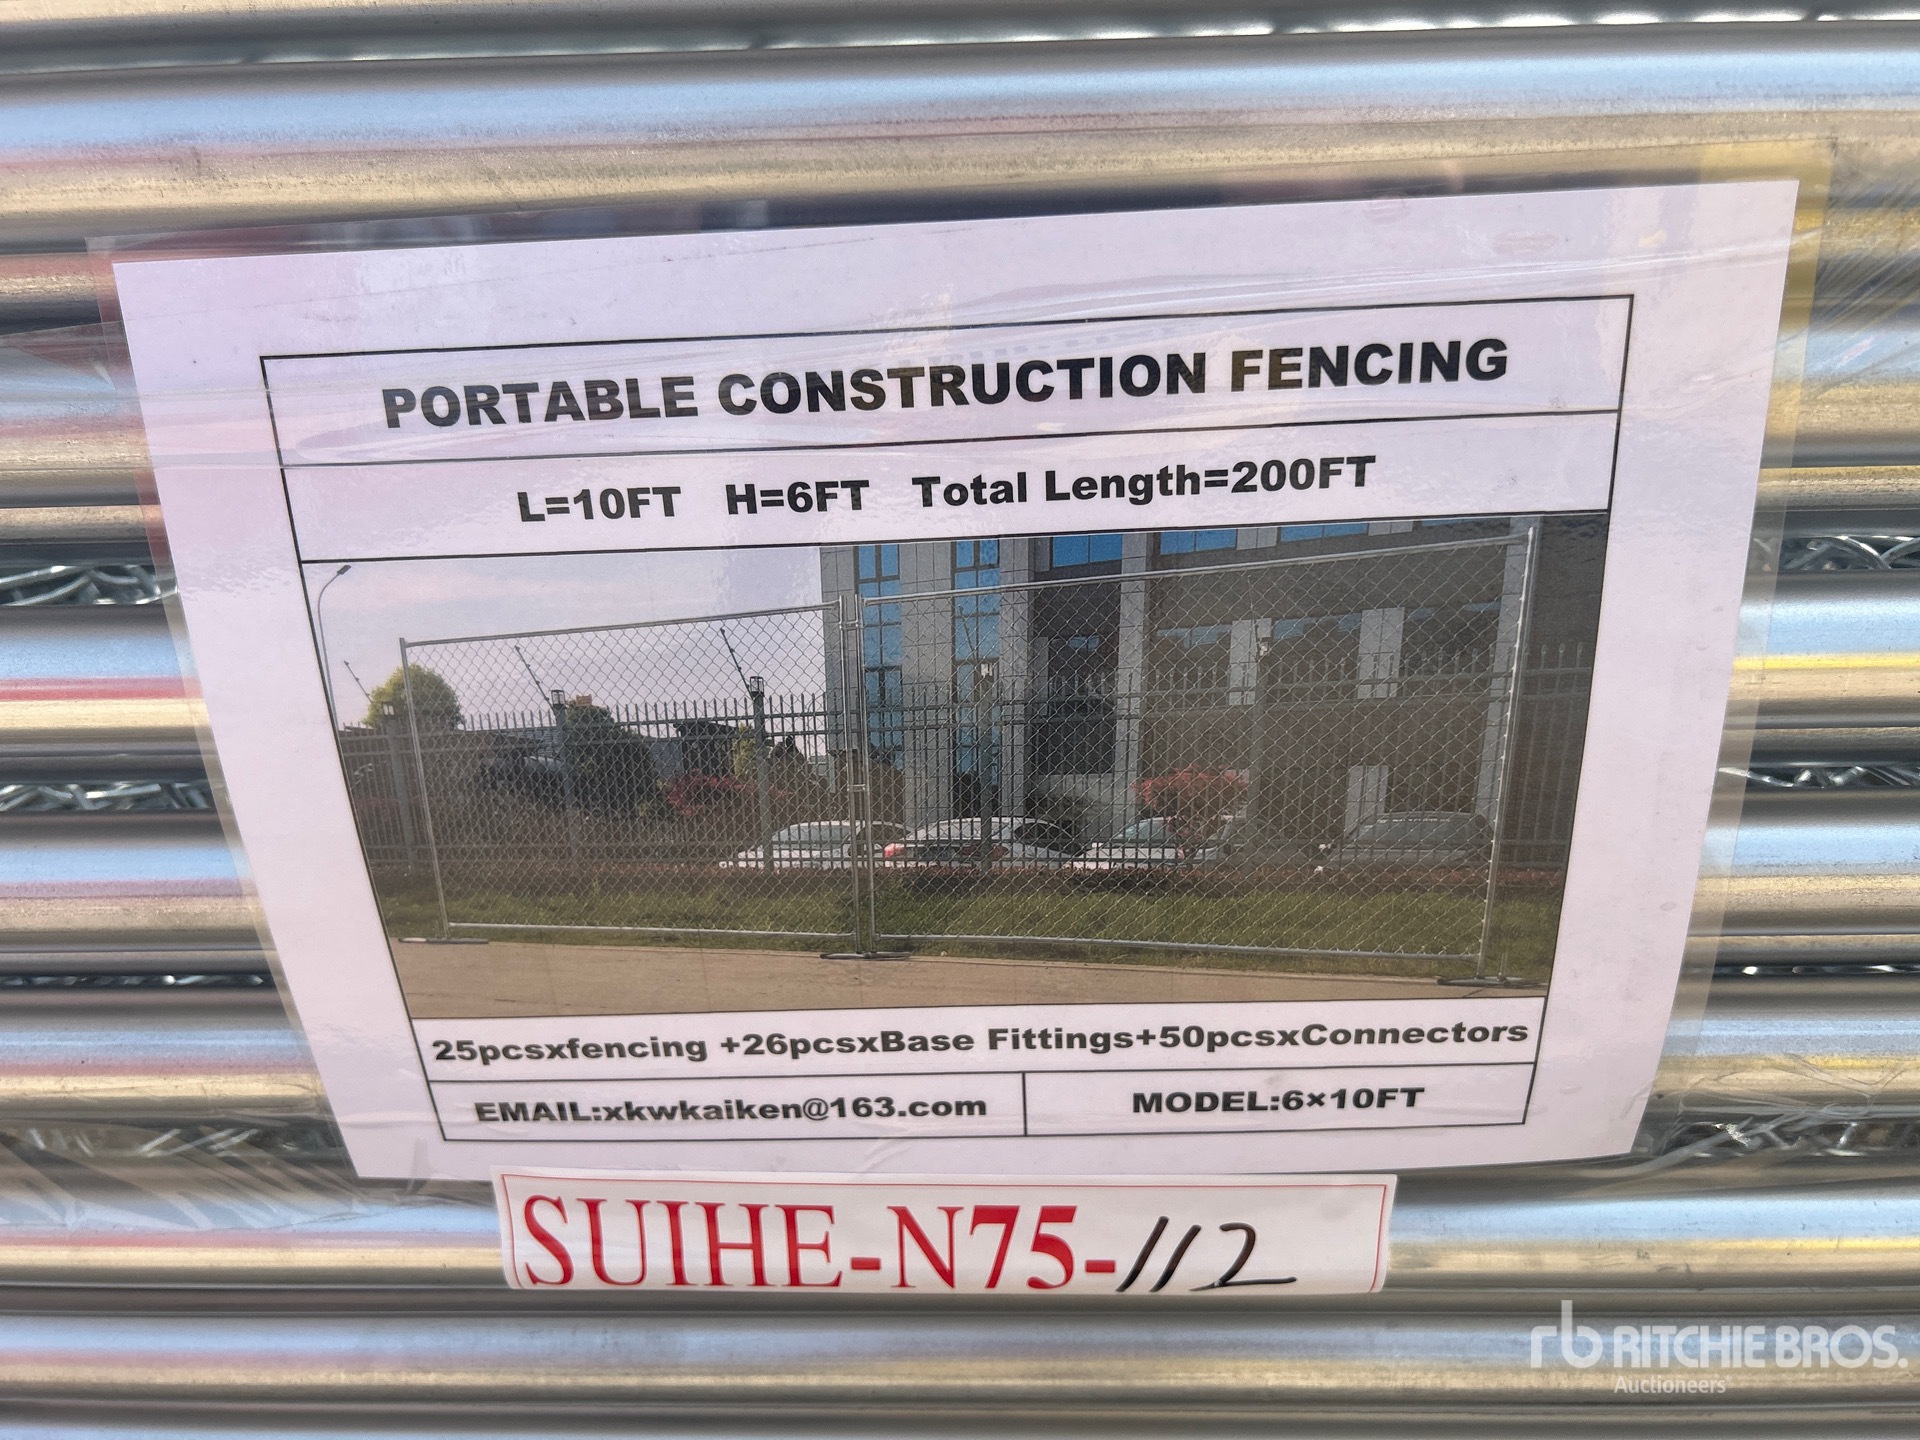 PORTABLE CONSTRUCTION FENCING
L=10FT H=6FT Total Length=200FT
25pcsxfencing +26pcsxBase Fittings+50pcsxConnectors
EMAIL:xkwkaiken@163.com MODEL:6×10FT
SUIHE-N75-112
rb RITCHIE BROS.
Auctioneers